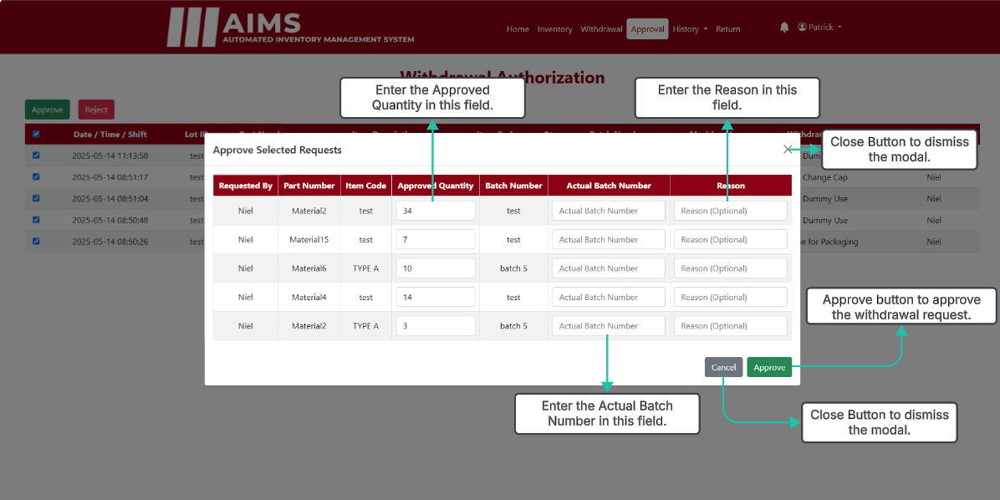 AIMS
AUTOMATED INVENTORY MANAGEMENT SYSTEM
Home Inventory Withdrawal Approval History Return
Patrick
Withdrawal Authorization
Enter the Approved
Quantity in this field.
Enter the Reason in this
field.
Approve Reject
Date / Time / Shift
2025-05-14 11:13:58 test
2025-05-14 08:51:17 test
2025-05-14 08:51:04 test
2025-05-14 08:50:48 test
2025-05-14 08:50:26 test
Close Button to dismiss
the modal.
Approve Selected Requests
Requested By Part Number Item Code Approved Quantity Batch Number Actual Batch Number Reason
Niel Material2 test 34 test Actual Batch Number Reason (Optional)
Niel Material15 test 7 test Actual Batch Number Reason (Optional)
Niel Material6 TYPE A 10 batch 5 Actual Batch Number Reason (Optional)
Niel Material4 test 14 test Actual Batch Number Reason (Optional)
Niel Material2 TYPE A 3 batch 5 Actual Batch Number Reason (Optional)
Change Cap Niel
Dummy Use Niel
Dummy Use Niel
for Packaging Niel
Approve button to approve
the withdrawal request.
Cancel Approve
Enter the Actual Batch
Number in this field.
Close Button to dismiss
the modal.